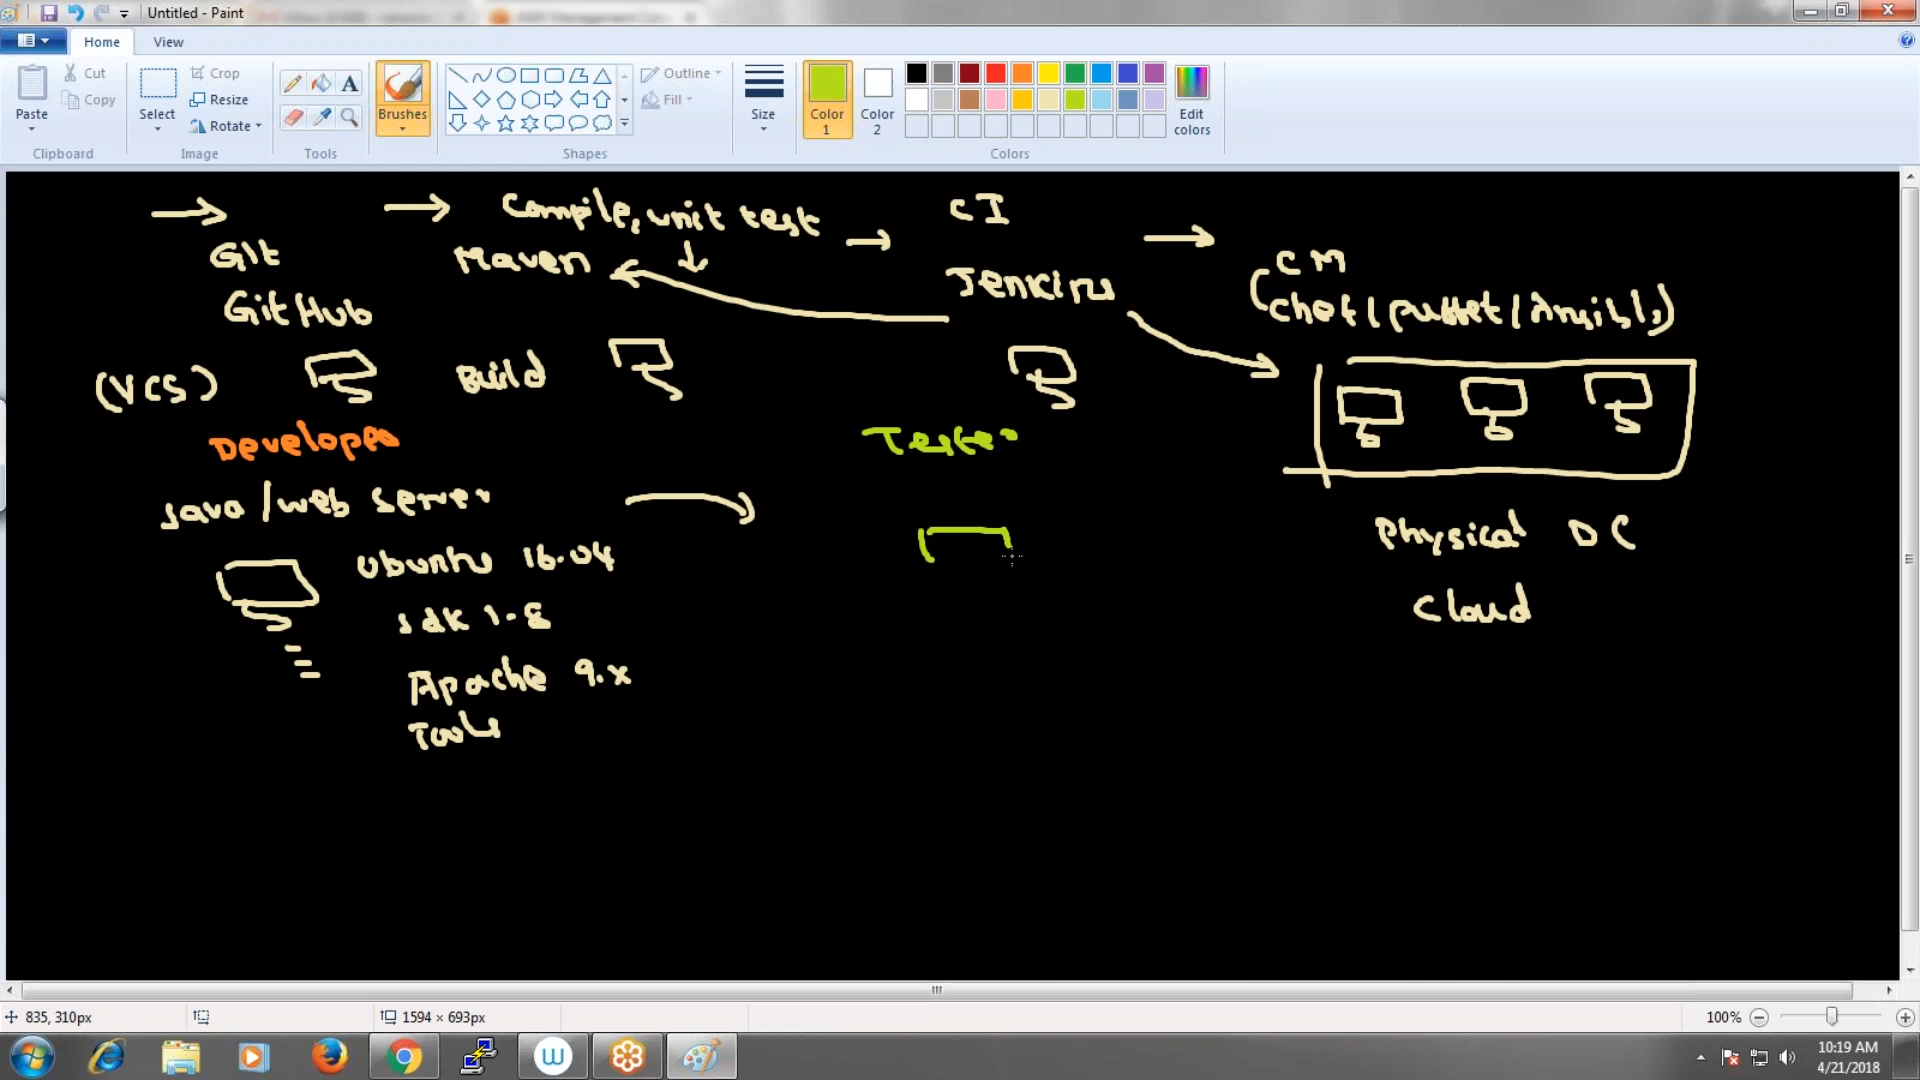 Untitled - Paint
Home View
Paste
Cut
Copy
Clipboard
Select
Crop
Resize
Rotate
Image
Tools
Brushes
Shapes
Outline
Fill
Size
Color 1
Color 2
Edit colors
Colors
Compile, unit test
CI
GIt
Maven
Jenkins
CM
GitHub
(chef/puppet/Ansible)
(VCS)
Build
Developer
Tester
Java/web server
Physical DC
Ubuntu 16.04
Cloud
Jdk 1.8
Apache 9.x
Tools
835, 310px
1594 × 693px
100%
10:19 AM
4/21/2018